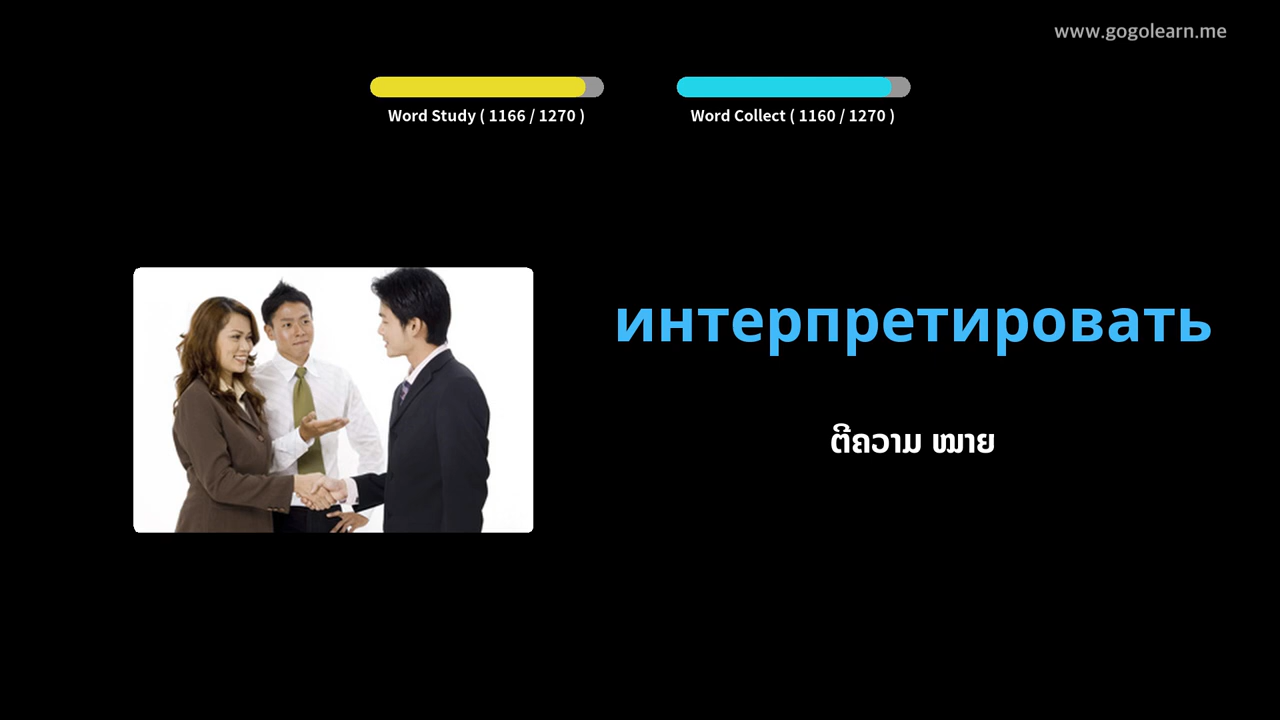 www.gogolearn.me
Word Study ( 1166 / 1270 )
Word Collect ( 1160 / 1270 )
интерпретировать
ຕີຄວາມ ໝາຍ